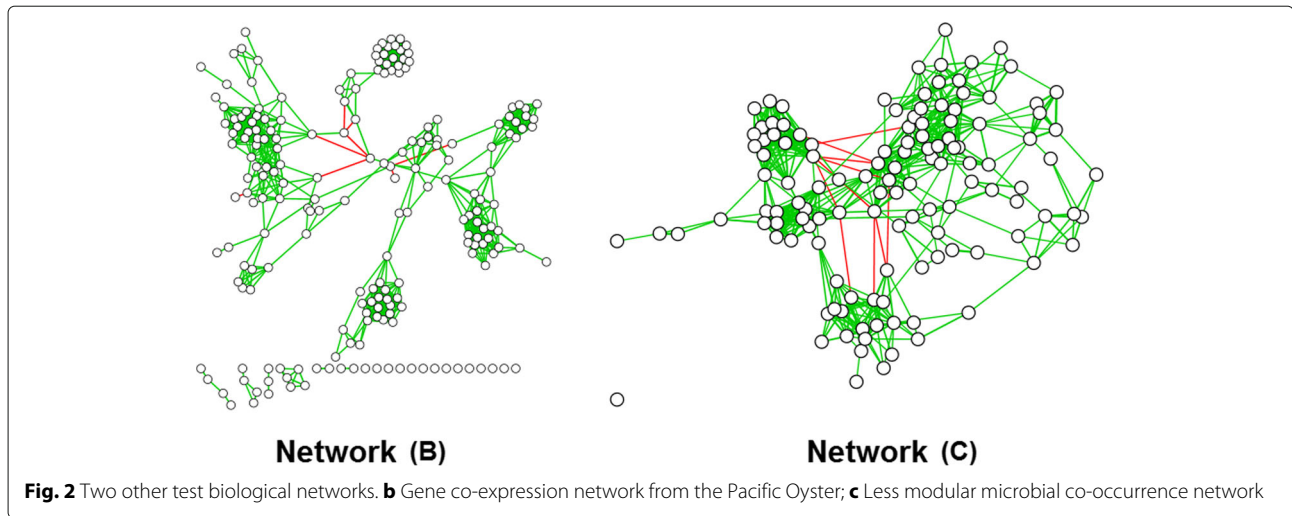 Network (B)
Network (C)
Fig. 2 Two other test biological networks. b Gene co-expression network from the Pacific Oyster; c Less modular microbial co-occurrence network